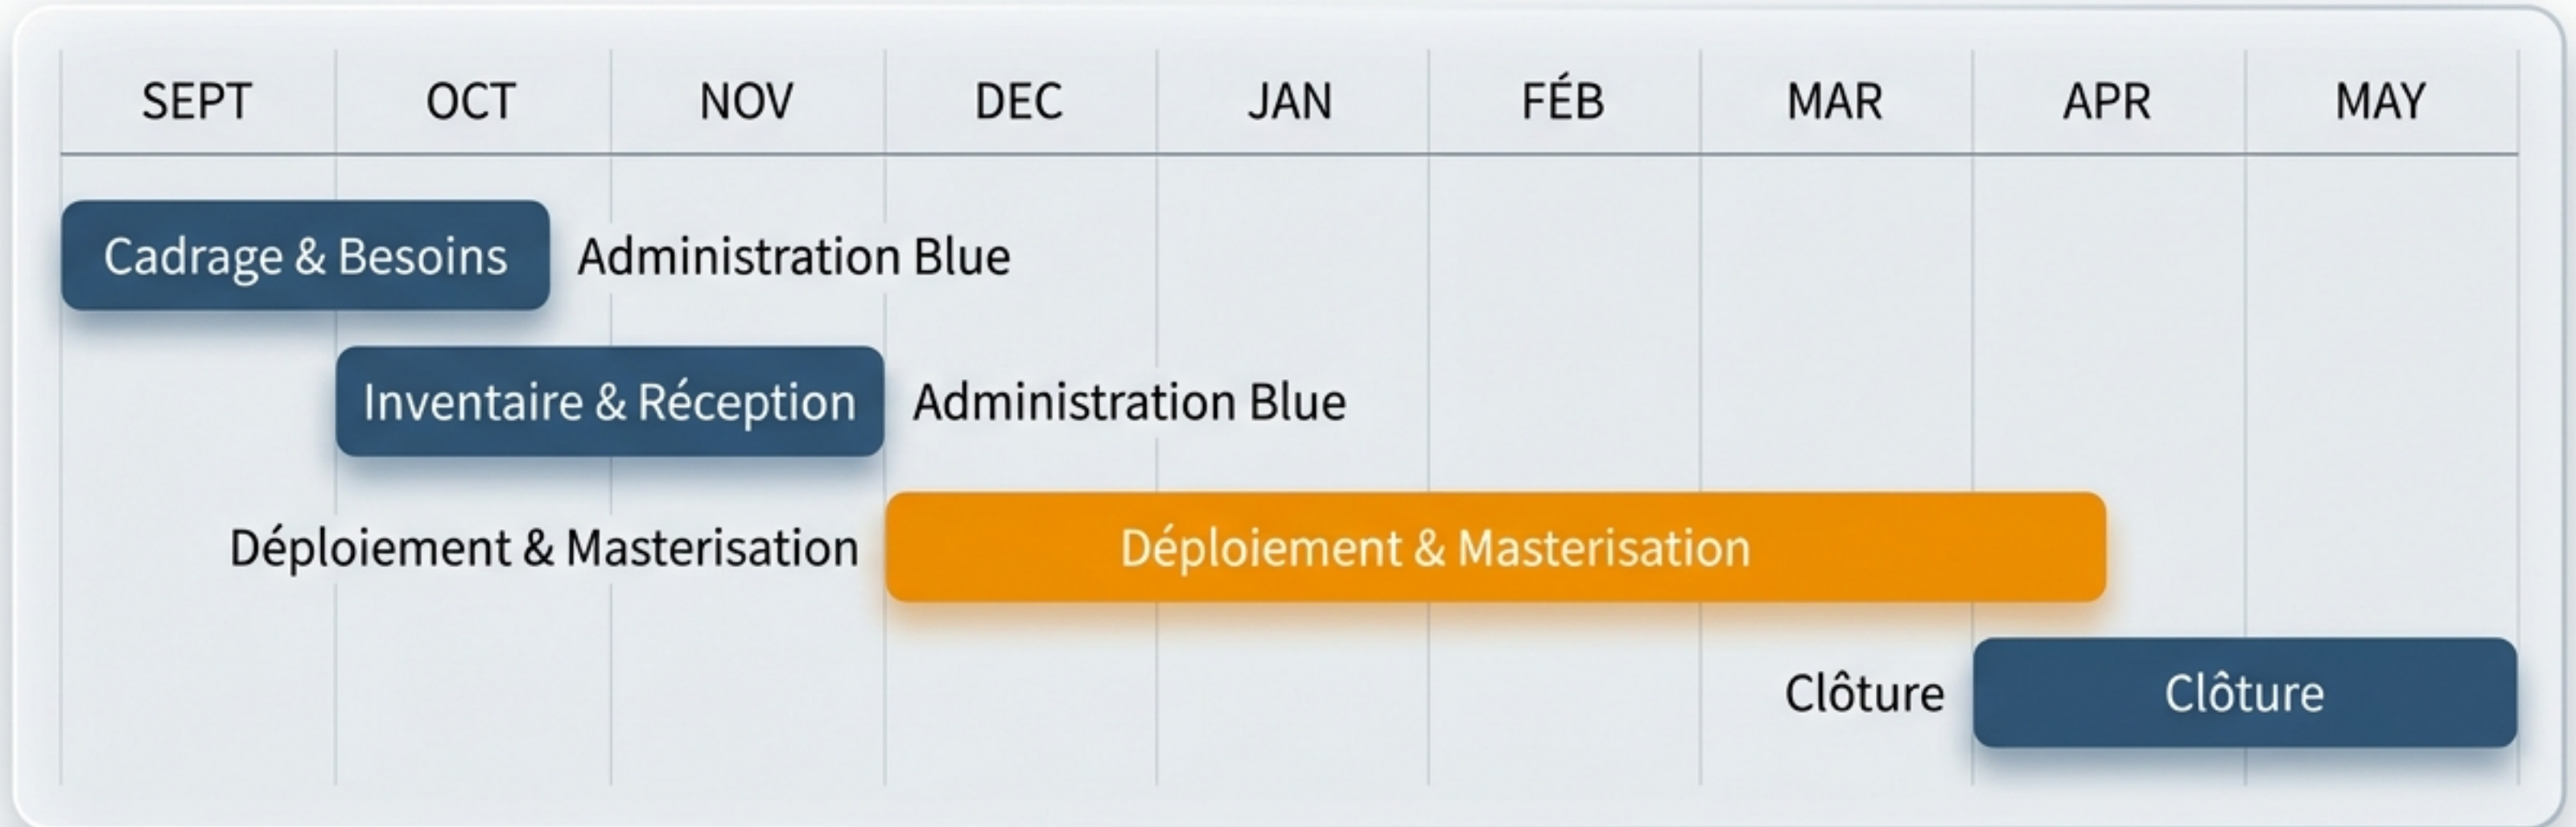 SEPT OCT NOV DEC JAN FÉB MAR APR MAY
Cadrage & Besoins Administration Blue
Inventaire & Réception Administration Blue
Déploiement & Masterisation Déploiement & Masterisation
Clôture Clôture